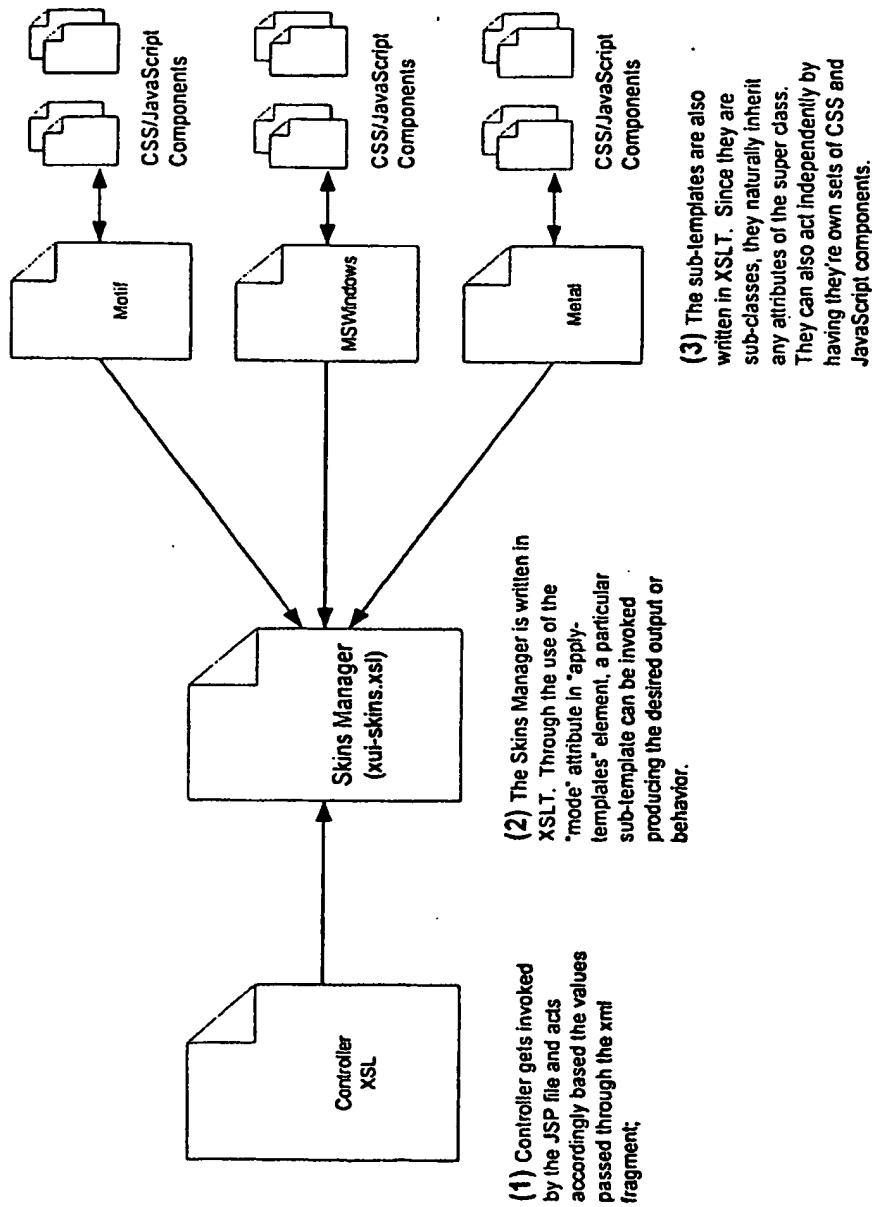 Controller
XSL
(1) Controller gets invoked
by the JSP file and acts
accordingly based the values
passed through the xml
fragment;
Skins Manager
(xui-skins.xsl)
(2) The Skins Manager is written in
XSLT. Through the use of the
"mode" attribute in "apply-
templates" element, a particular
sub-template can be invoked
producing the desired output or
behavior.
Motif
CSS/JavaScript
Components
MSWindows
CSS/JavaScript
Components
Metal
CSS/JavaScript
Components
(3) The sub-templates are also
written in XSLT. Since they are
sub-classes, they naturally inherit
any attributes of the super class.
They can also act independently by
having they're own sets of CSS and
JavaScript components.